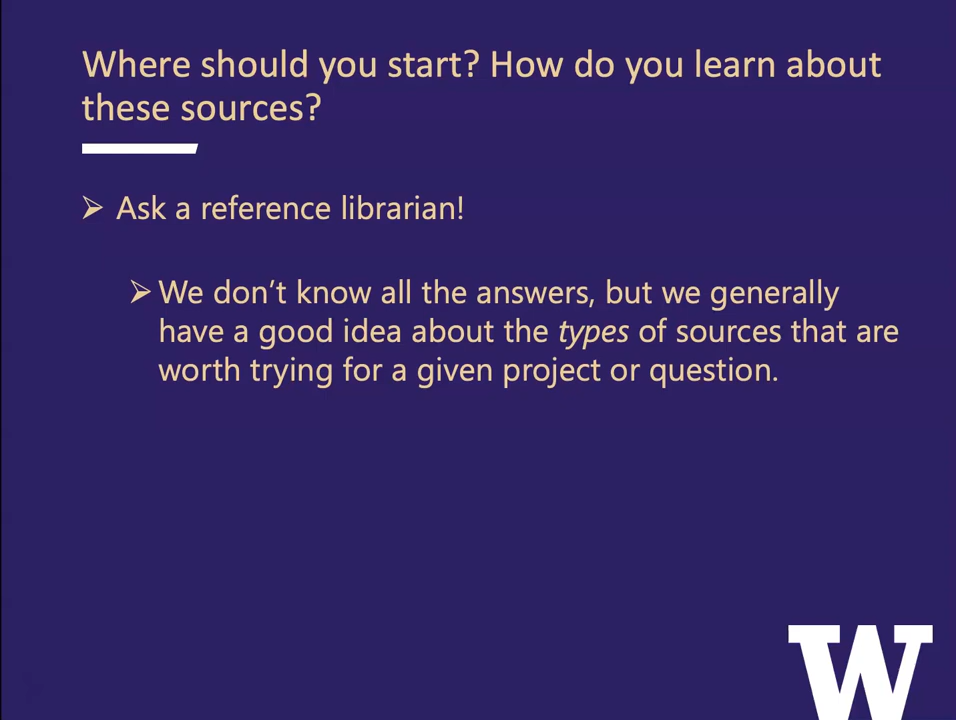 Where should you start? How do you learn about
these sources?
➢ Ask a reference librarian!
➢ We don’t know all the answers, but we generally
have a good idea about the types of sources that are
worth trying for a given project or question.
W